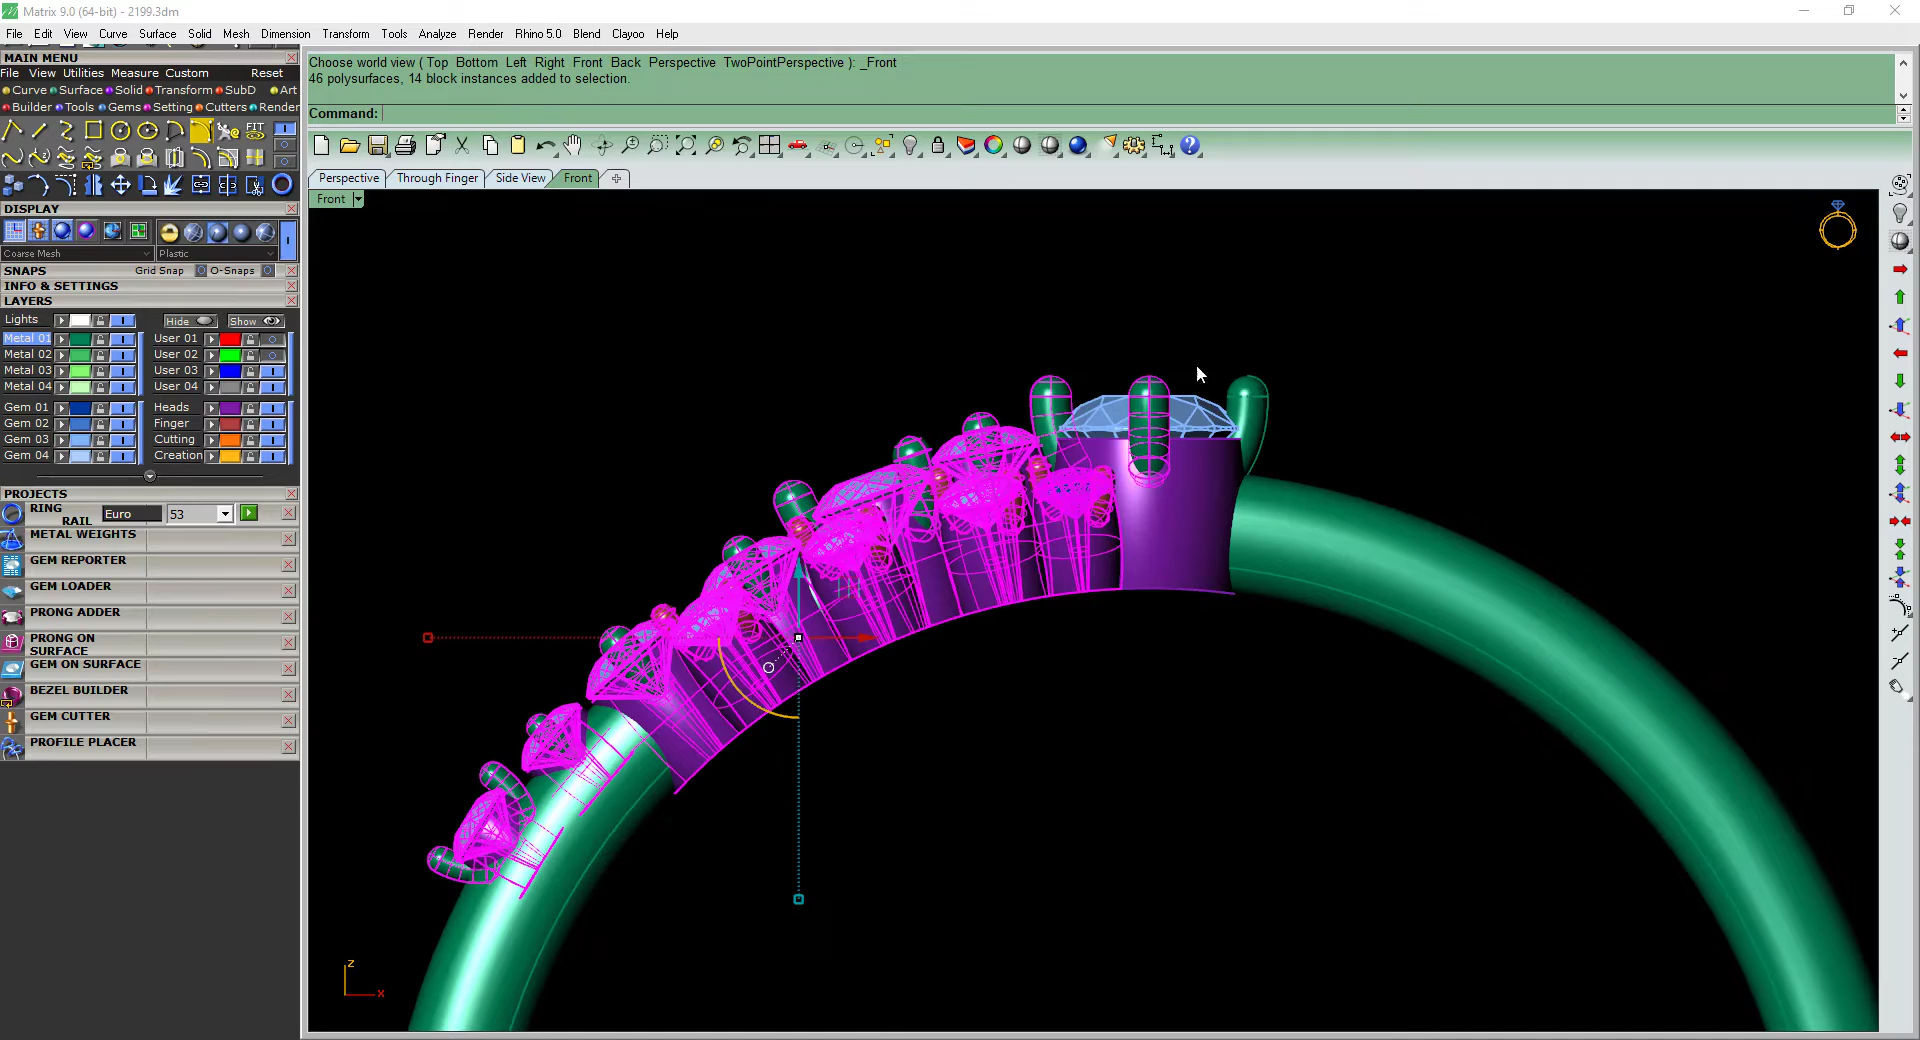 Matrix 9.0 (64-bit) - 2199.3dm
File Edit View Curve Surface Solid Mesh Dimension Transform Tools Analyze Render Rhino 5.0 Blend Clayoo Help
MAIN MENU
File View Utilities Measure Custom Reset
Curve Surface Solid Transform SubD Art
Builder Tools Gems Setting Cutters Render
FIT
DISPLAY
Coarse Mesh Plastic
SNAPS Grid Snap O-Snaps
INFO & SETTINGS
LAYERS
Lights Hide Show
Metal 01 User 01
Metal 02 User 02
Metal 03 User 03
Metal 04 User 04
Gem 01 Heads
Gem 02 Finger
Gem 03 Cutting
Gem 04 Creation
PROJECTS
RING RAIL Euro 53
METAL WEIGHTS
GEM REPORTER
GEM LOADER
PRONG ADDER
PRONG ON SURFACE
GEM ON SURFACE
BEZEL BUILDER
GEM CUTTER
PROFILE PLACER
Choose world view ( Top Bottom Left Right Front Back Perspective TwoPointPerspective ): _Front
46 polysurfaces, 14 block instances added to selection.
Command:
Perspective Through Finger Side View Front
Front
z
x